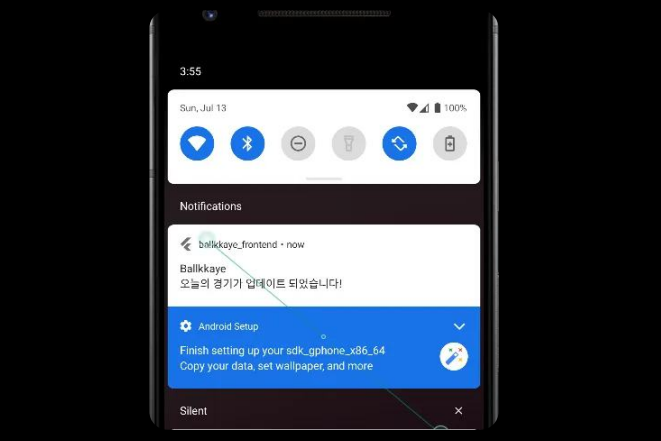 3:55
Sun, Jul 13
100%
Notifications
ballkkaye_frontend • now
Ballkkaye
오늘의 경기가 업데이트 되었습니다!
Android Setup
Finish setting up your sdk_gphone_x86_64
Copy your data, set wallpaper, and more
Silent